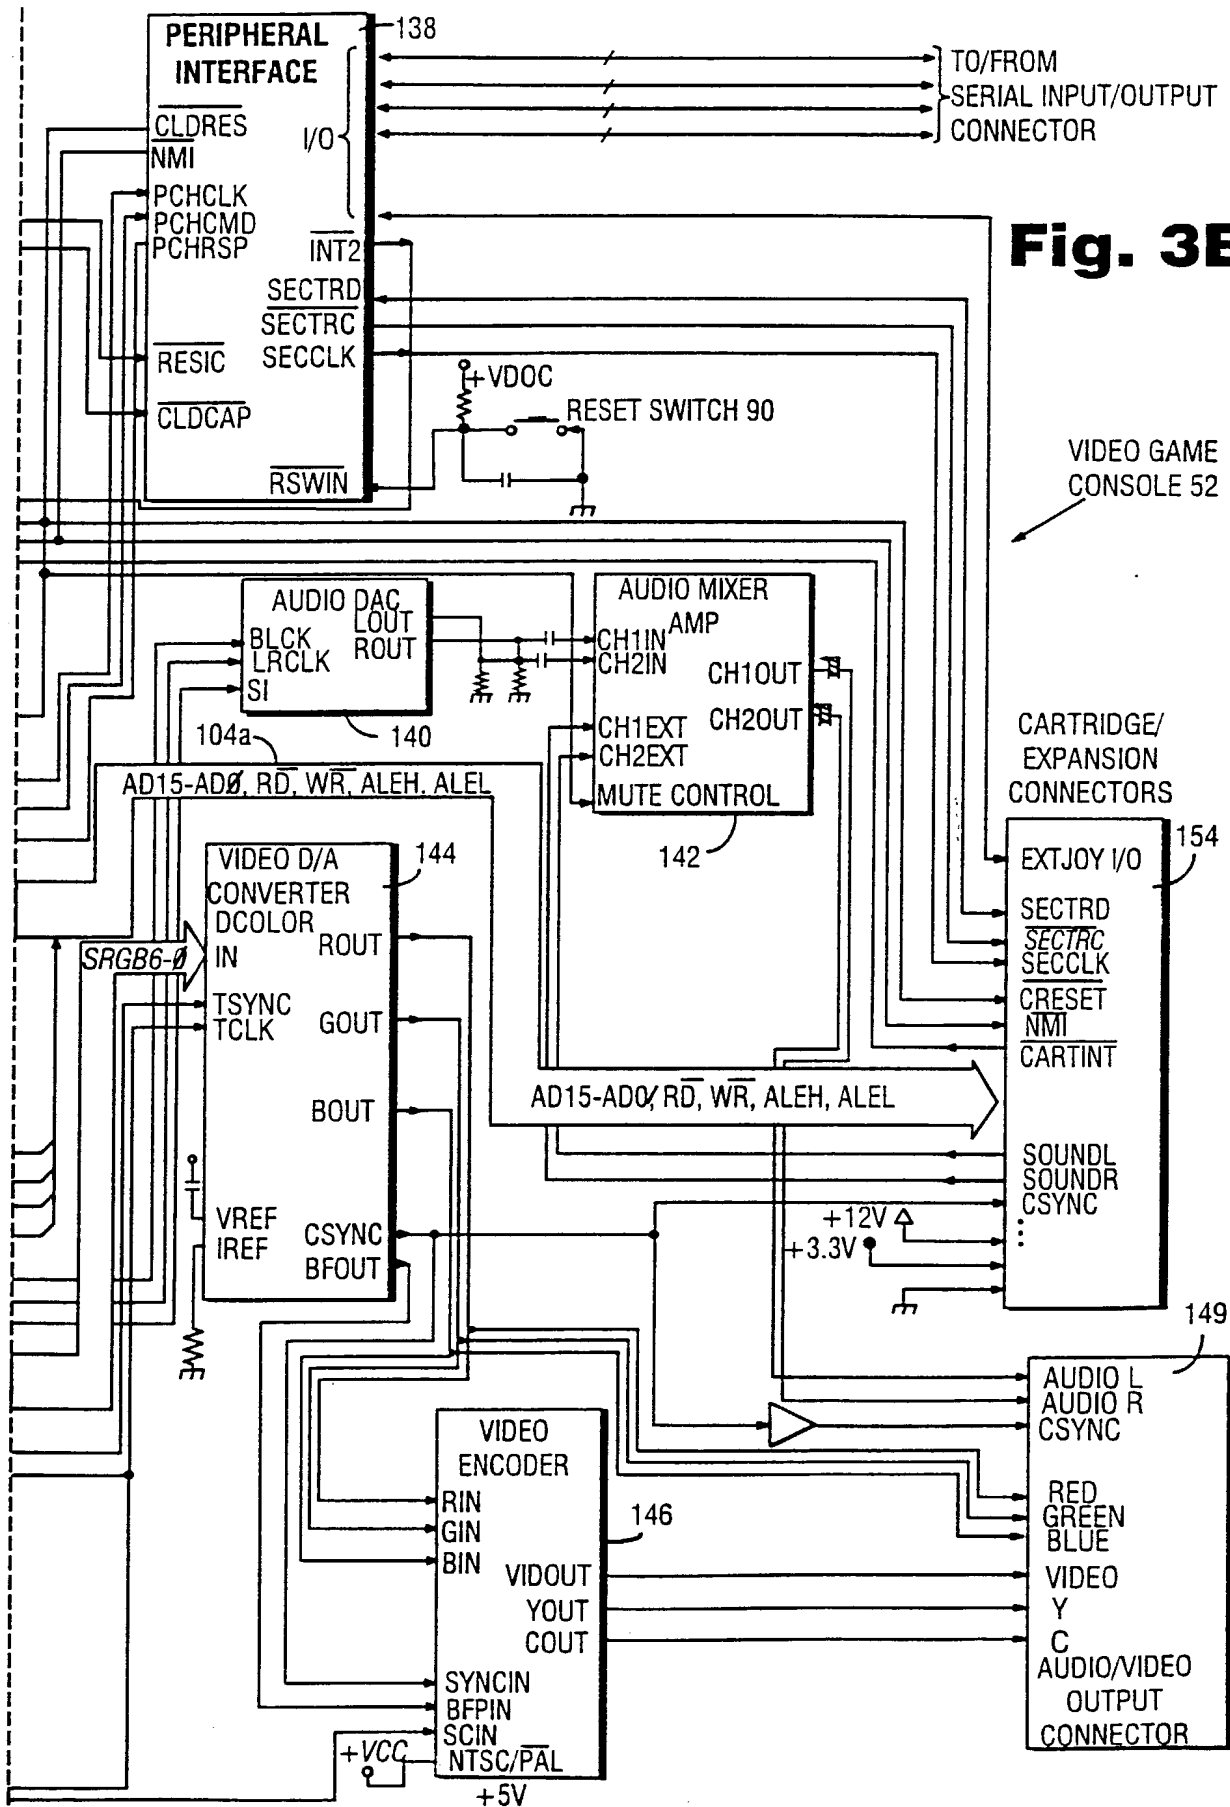 PERIPHERAL
INTERFACE
138
CLDRES
NMI
I/O
PCHCLK
PCHCMD
PCHRSP
INT2
SECTRD
SECTRC
RESIC
SECCLK
CLDCAP
RSWIN
TO/FROM
SERIAL INPUT/OUTPUT
CONNECTOR
Fig. 3B
+VDOC
RESET SWITCH 90
VIDEO GAME
CONSOLE 52
AUDIO DAC
LOUT
BLCK
ROUT
LRCLK
SI
140
AUDIO MIXER
AMP
CH1IN
CH2IN
CH1OUT
CH1EXT
CH2OUT
CH2EXT
MUTE CONTROL
142
104a
AD15-AD0, RD, WR, ALEH, ALEL
CARTRIDGE/
EXPANSION
CONNECTORS
154
EXTJOY I/O
SECTRD
SECTRC
SECCLK
CRESET
NMI
CARTINT
SOUNDL
SOUNDR
CSYNC
+12V
+3.3V
VIDEO D/A
CONVERTER
144
DCOLOR
IN
SRGB6-0
ROUT
TSYNC
TCLK
GOUT
BOUT
VREF
IREF
CSYNC
BFOUT
AD15-AD0, RD, WR, ALEH, ALEL
VIDEO
ENCODER
146
RIN
GIN
BIN
VIDOUT
YOUT
COUT
SYNCIN
BFPIN
SCIN
NTSC/PAL
+VCC
+5V
149
AUDIO L
AUDIO R
CSYNC
RED
GREEN
BLUE
VIDEO
Y
C
AUDIO/VIDEO
OUTPUT
CONNECTOR